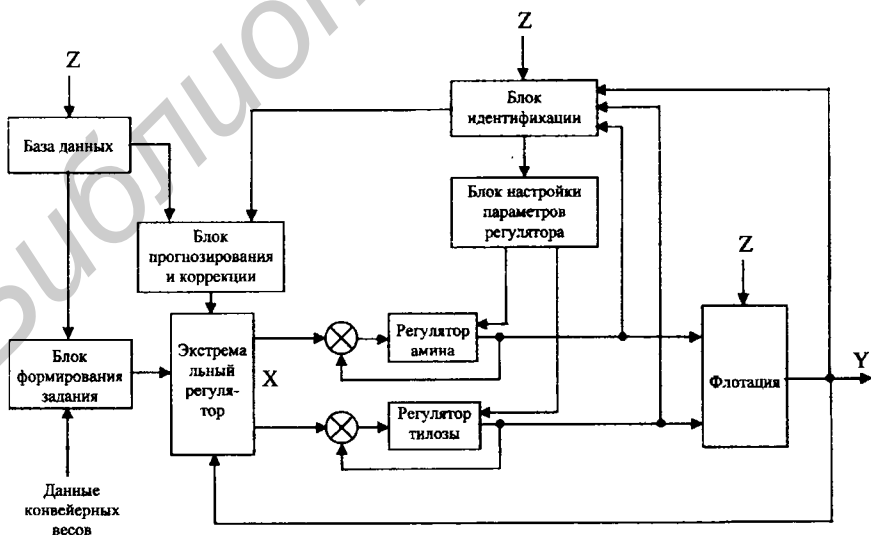 Z
Z
Блок
идентификации
База данных
Блок настройки
параметров
регулятора
Блок
прогнозирования
и коррекции
Z
Экстрема
льный
регуля-
тор
X
Регулятор
амина
Блок
формирования
задания
Флотация
Y
Регулятор
тилозы
Данные
конвейерных
весов